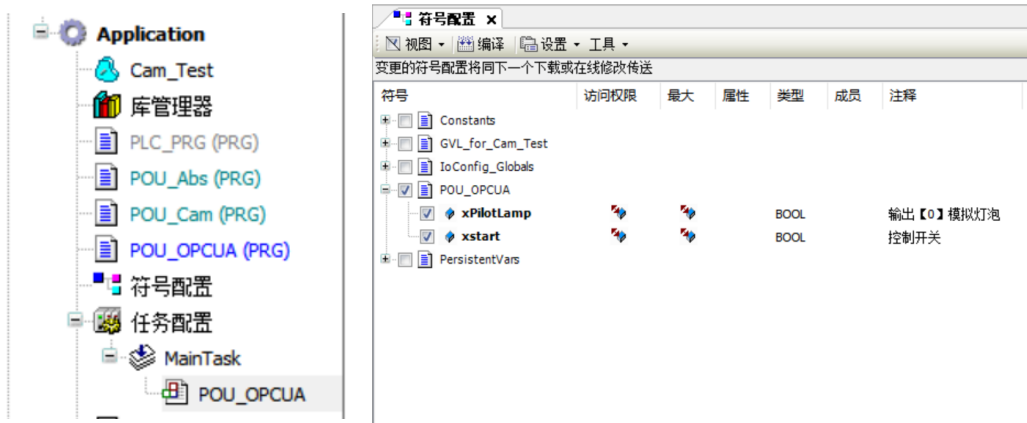 Application
Cam_Test
库管理器
PLC_PRG (PRG)
POU_Abs (PRG)
POU_Cam (PRG)
POU_OPCUA (PRG)
符号配置
任务配置
MainTask
POU_OPCUA
符号配置
视图 编译 设置 工具
变更的符号配置将同下一个下载或在线修改传送
符号 访问权限 最大 属性 类型 成员 注释
Constants
GVL_for_Cam_Test
IoConfig_Globals
POU_OPCUA
xPilotLamp BOOL 输出【0】模拟灯泡
xstart BOOL 控制开关
PersistentVars